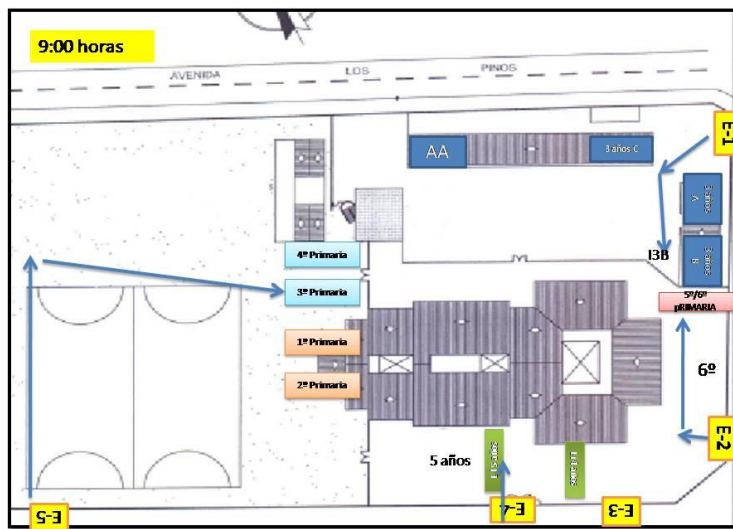 9:00 horas
AVENIDA LOS PINOS
E-1
AA
3 años C
3 años
A
3 años
B
I3B
4º Primaria
5º/6º
pRIMARIA
3º Primaria
1º Primaria
6º
2º Primaria
E-2
5 años
E-5
E-4
E-3